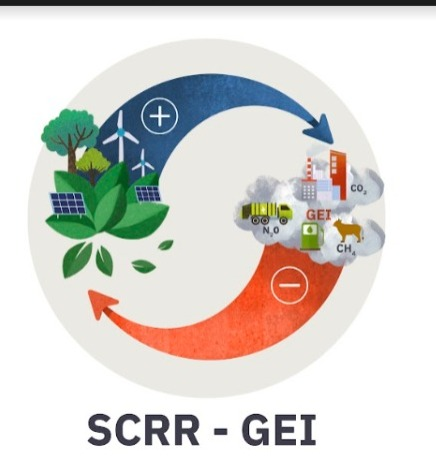 CO₂
GEI
N₂O
CH₄
SCRR - GEI